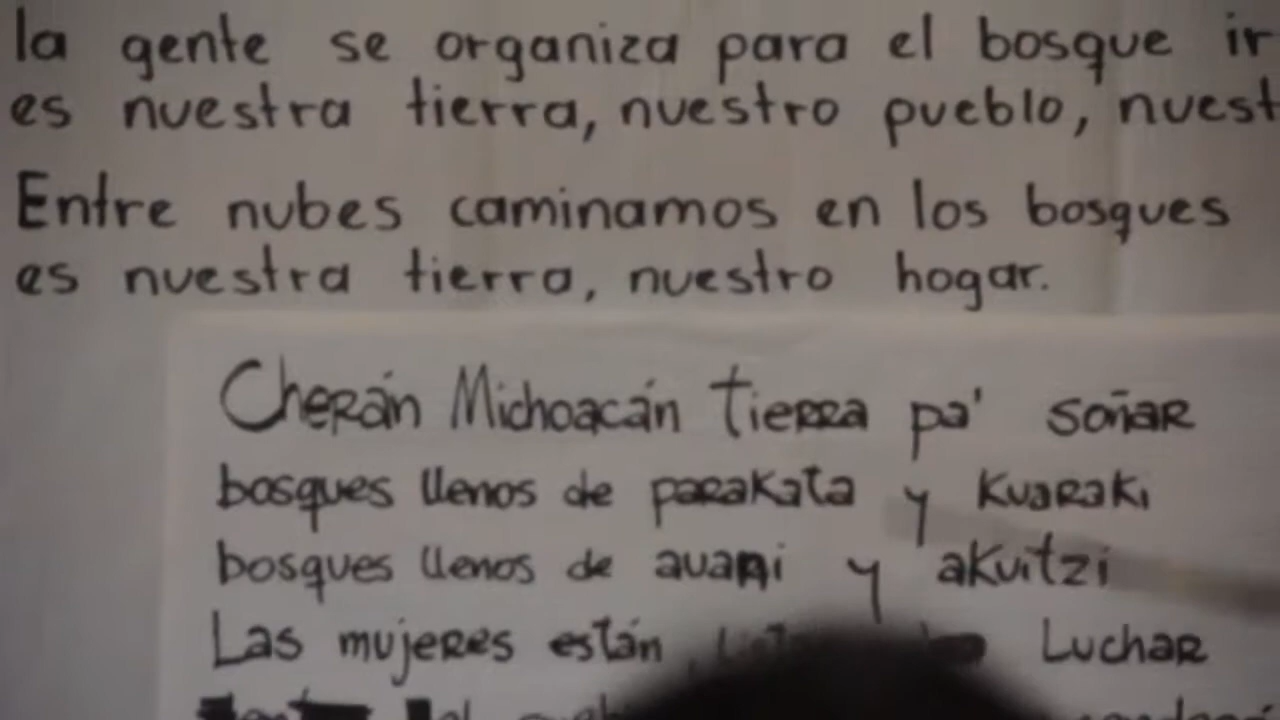 la gente se organiza para el bosque ir
es nuestra tierra, nuestro pueblo, nuest
Entre nubes caminamos en los bosques
es nuestra tierra, nuestro hogar.
Cherán Michoacán tierra pa' soñar
bosques llenos de parakata y Kuaraki
bosques llenos de auani y akuitzi
Las mujeres están Luchar